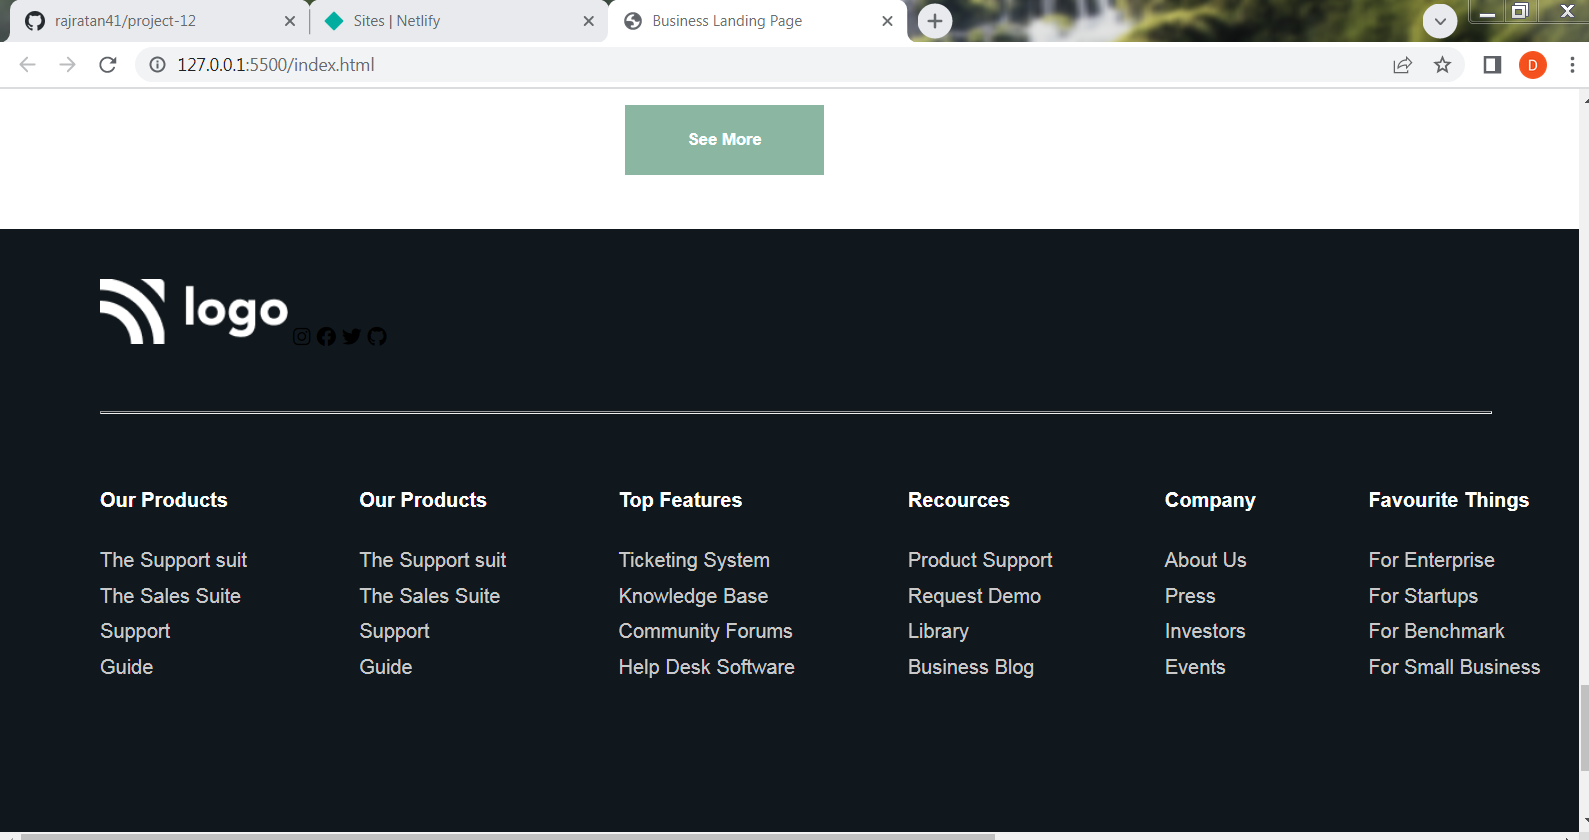 rajratan41/project-12
Sites | Netlify
Business Landing Page
127.0.0.1:5500/index.html
D
See More
logo
Our Products Our Products Top Features Recources Company Favourite Things
The Support suit The Support suit Ticketing System Product Support About Us For Enterprise
The Sales Suite The Sales Suite Knowledge Base Request Demo Press For Startups
Support Support Community Forums Library Investors For Benchmark
Guide Guide Help Desk Software Business Blog Events For Small Business